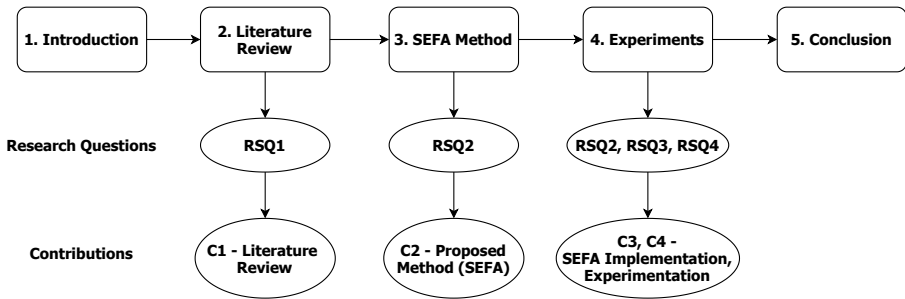 1. Introduction
2. Literature
Review
3. SEFA Method
4. Experiments
5. Conclusion
Research Questions
RSQ1
RSQ2
RSQ2, RSQ3, RSQ4
Contributions
C1 - Literature
Review
C2 - Proposed
Method (SEFA)
C3, C4 -
SEFA Implementation,
Experimentation